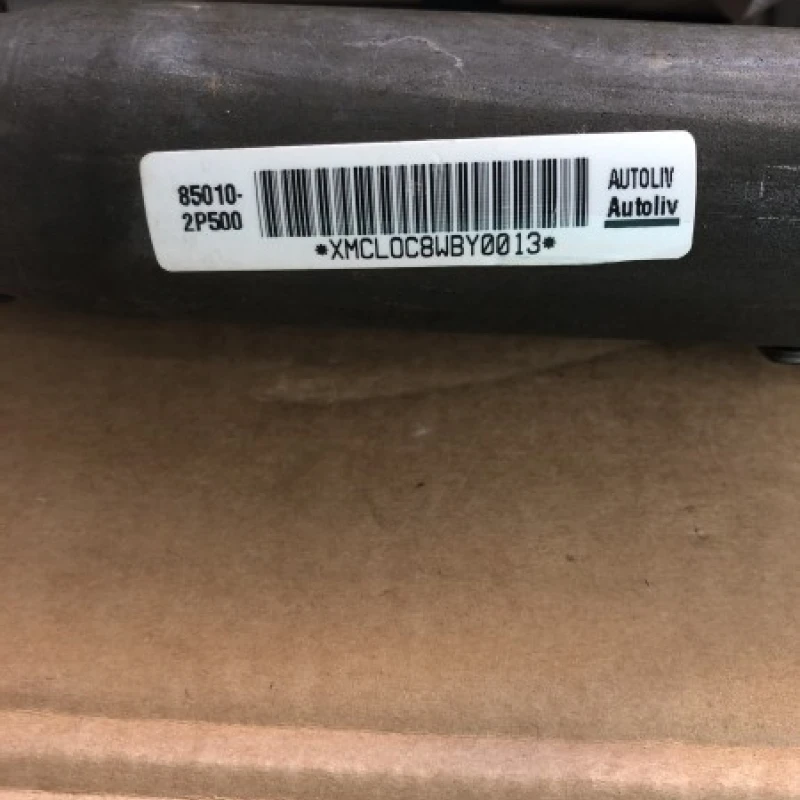 85010-
2P500
*XMCLOC8WBY0013*
AUTOLIV
Autoliv